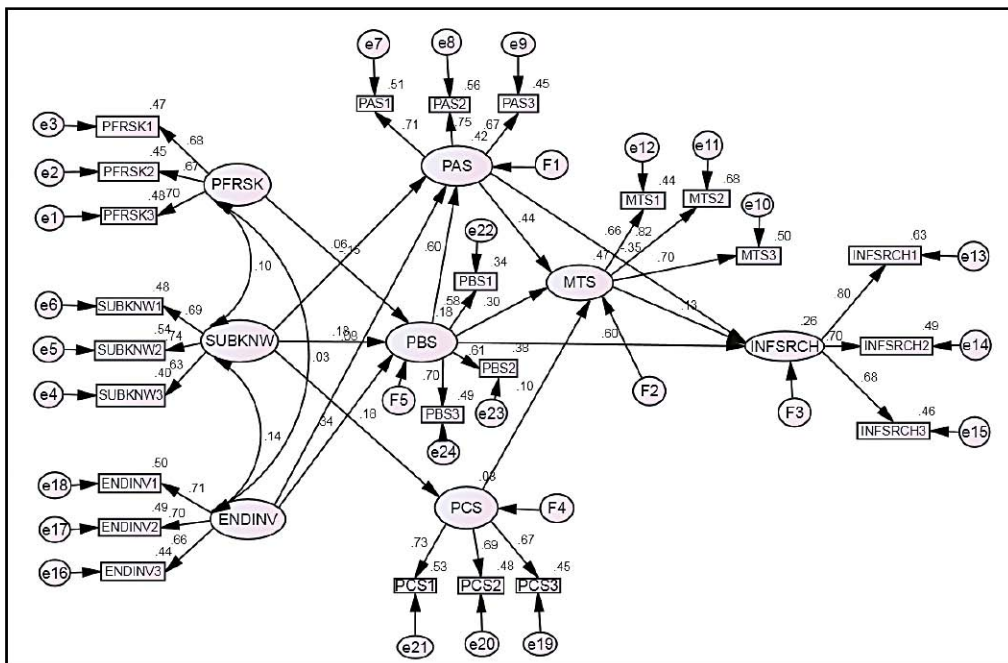 e7
e8
e9
.51
.56
.45
PAS1
PAS2
PAS3
.71
.75
.67
.42
PAS
F1
.47
e3
PFRSK1
.68
.45
e2
PFRSK2
.67
.48
.70
e1
PFRSK3
PFRSK
e12
e11
.44
.68
MTS1
MTS2
e10
.50
MTS3
.66
.82
-.35
.70
.47
MTS
.44
.06
-.15
.60
e22
.34
PBS1
.58
.18
.30
.10
.03
.14
.48
e6
SUBKNW1
.69
.54
e5
SUBKNW2
.74
.40
e4
SUBKNW3
.63
SUBKNW
.18
PBS
.61
.38
PBS2
e23
.70
.49
PBS3
e24
F5
.18
.34
.60
.13
.10
F2
.63
INFSRCH1
e13
.80
.26
INFSRCH
.70
.49
INFSRCH2
e14
.68
.46
INFSRCH3
e15
F3
.50
e18
ENDINV1
.71
.49
e17
ENDINV2
.70
.44
e16
ENDINV3
.66
ENDINV
PCS
F4
.73
.69
.67
.53
.48
.45
PCS1
PCS2
PCS3
e21
e20
e19